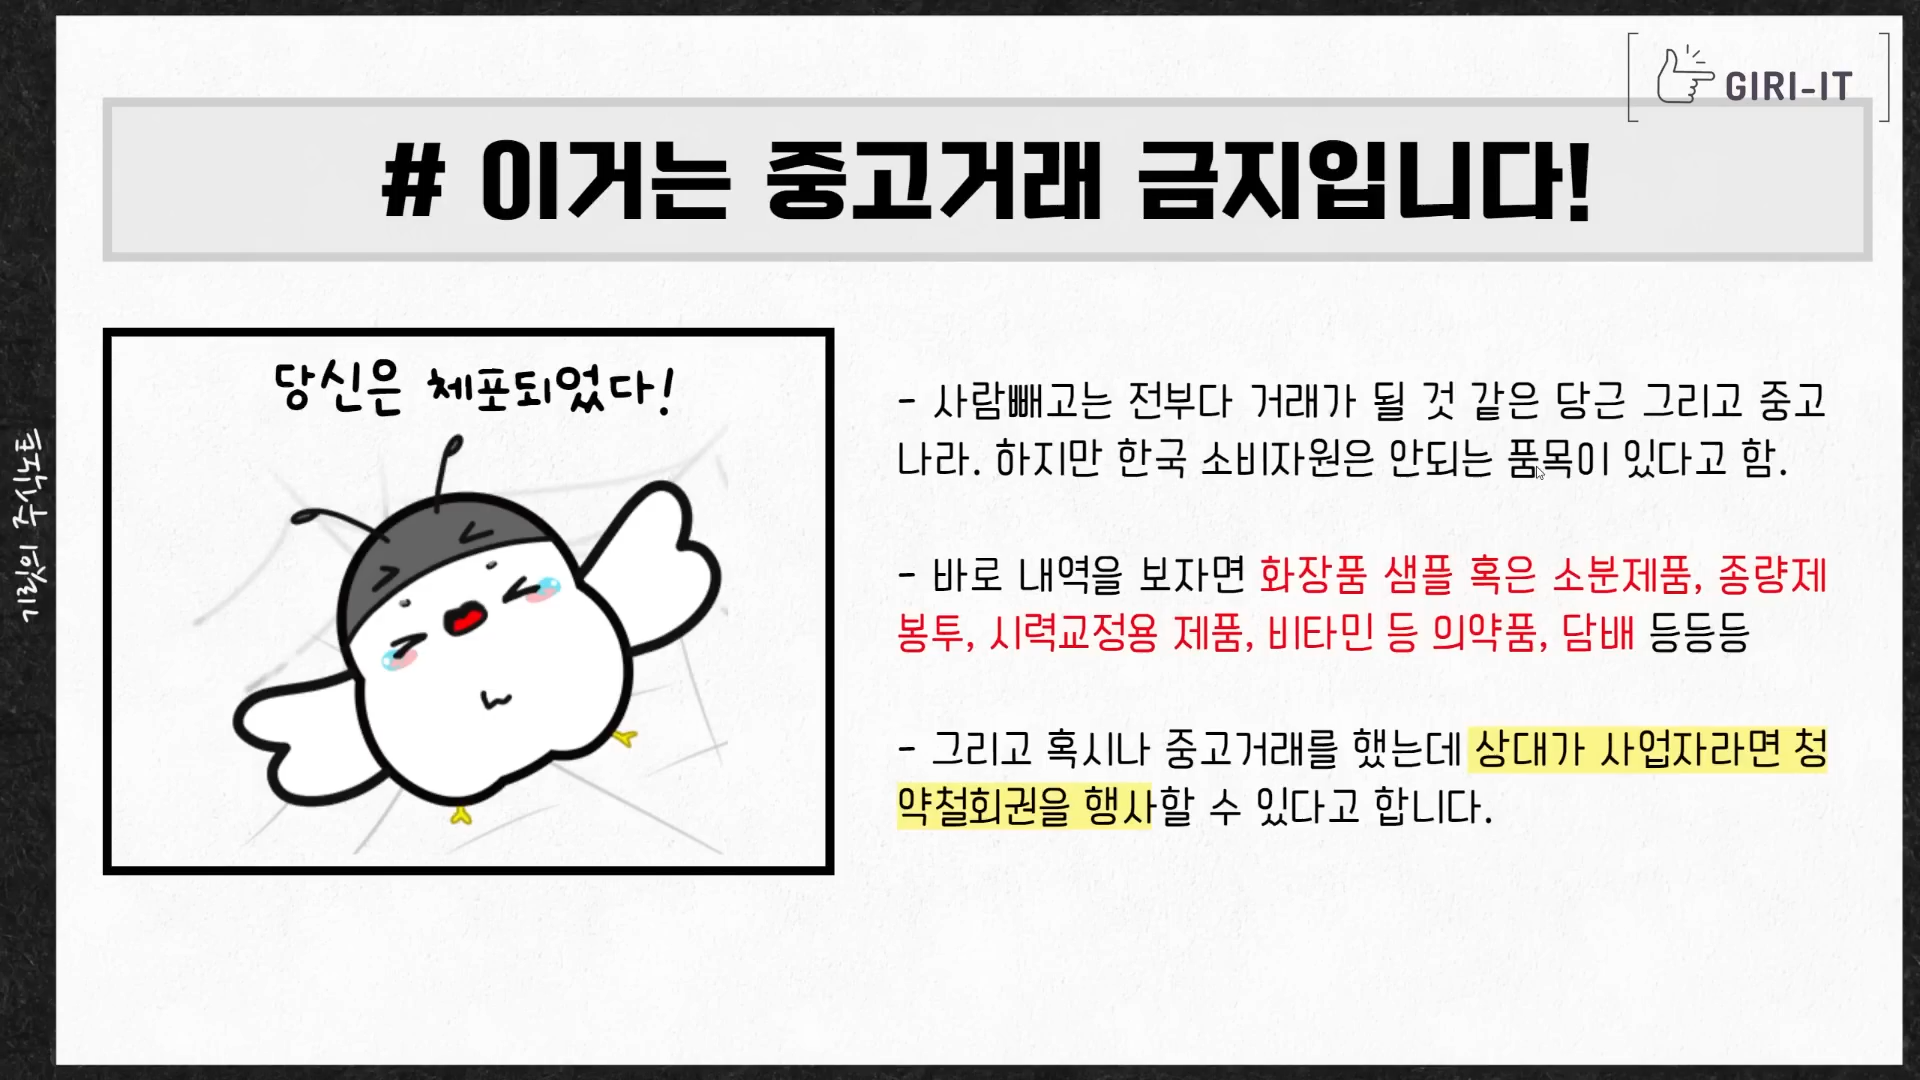 GIRI-IT
# 이거는 중고거래 금지입니다!
당신은 체포되었다!
- 사람빼고는 전부다 거래가 될 것 같은 당근 그리고 중고
나라. 하지만 한국 소비자원은 안되는 품목이 있다고 함.
- 바로 내역을 보자면 화장품 샘플 혹은 소분제품, 종량제
봉투, 시력교정용 제품, 비타민 등 의약품, 담배 등등등
- 그리고 혹시나 중고거래를 했는데 상대가 사업자라면 청
약철회권을 행사할 수 있다고 합니다.
기릿의 주식노트